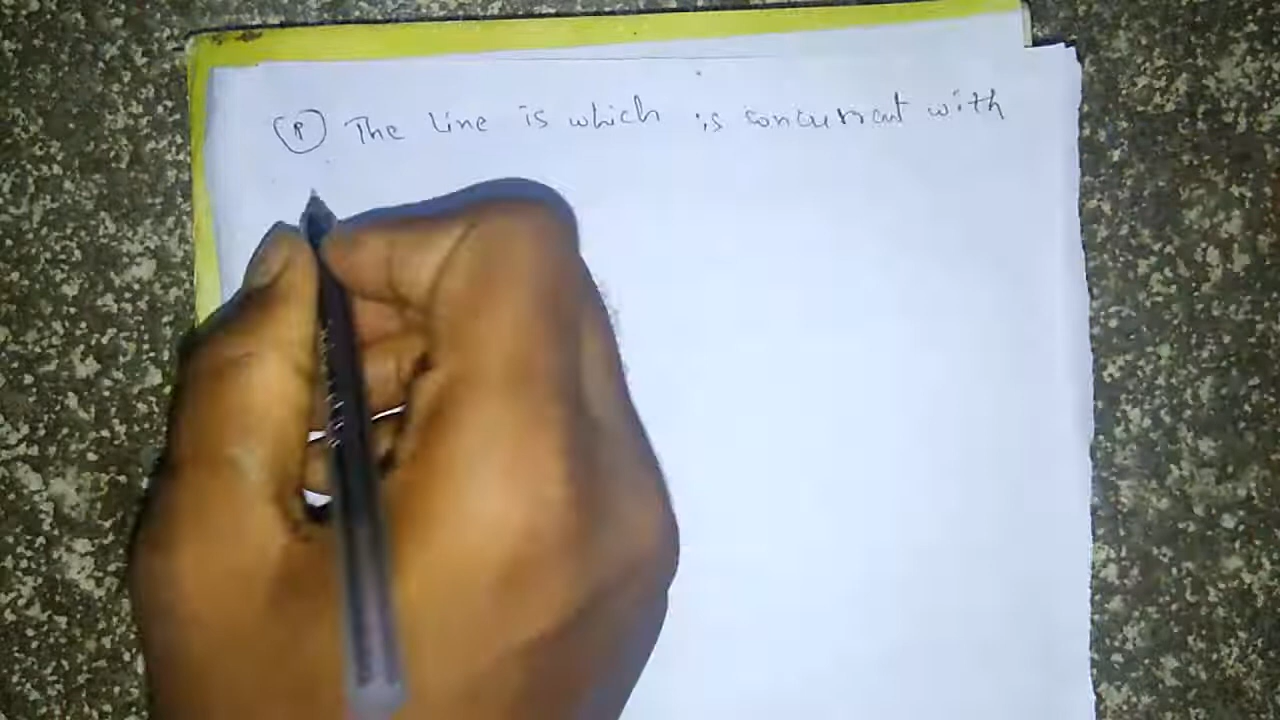 (P) The line is which is concurrent with